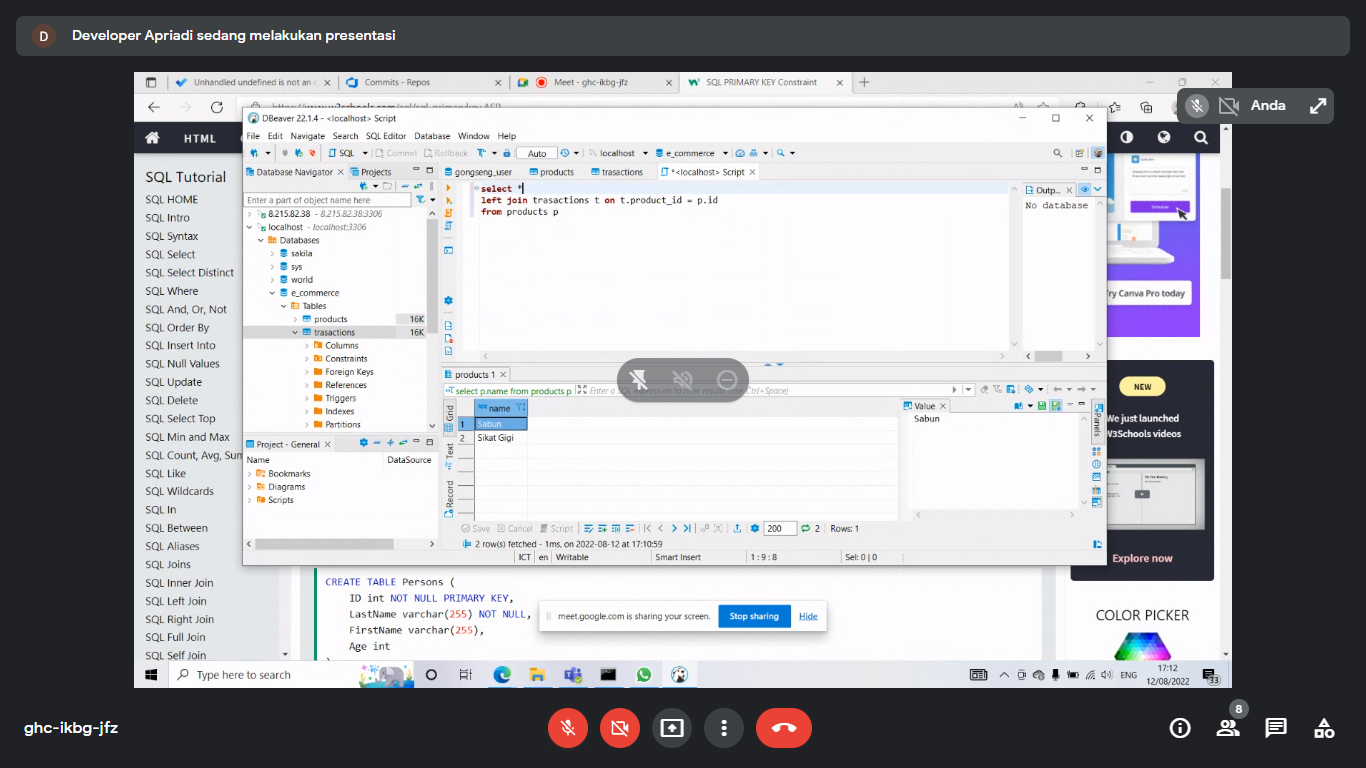 D Developer Apriadi sedang melakukan presentasi
Unhandled undefined is not an
Commits - Repos
Meet - ghc-ikbg-jfz
SQL PRIMARY KEY Constraint
Anda
HTML
SQL Tutorial
SQL HOME
SQL Intro
SQL Syntax
SQL Select
SQL Select Distinct
SQL Where
SQL And, Or, Not
SQL Order By
SQL Insert Into
SQL Null Values
SQL Update
SQL Delete
SQL Select Top
SQL Min and Max
SQL Count, Avg, Sum
SQL Like
SQL Wildcards
SQL In
SQL Between
SQL Aliases
SQL Joins
SQL Inner Join
SQL Left Join
SQL Right Join
SQL Full Join
SQL Self Join
DBeaver 22.1.4 - <localhost> Script
File Edit Navigate Search SQL Editor Database Window Help
SQL Commit Rollback Auto localhost e_commerce
Database Navigator Projects
Enter a part of object name here
8.215.82.38 - 8.215.82.38:3306
localhost - localhost:3306
Databases
sakila
sys
world
e_commerce
Tables
products 16K
trasactions 16K
Columns
Constraints
Foreign Keys
References
Triggers
Indexes
Partitions
Project - General
Name DataSource
Bookmarks
Diagrams
Scripts
gongseng_user products trasactions *<localhost> Script
select *
left join trasactions t on t.product_id = p.id
from products p
Outp...
No database
products 1
select p.name from products p Enter a SQL expression to filter results (use Ctrl+Space)
Grid
Text
Record
name
1 Sabun
2 Sikat Gigi
Value
Sabun
Panels
Save Cancel Script 200 2 Rows: 1
2 row(s) fetched - 1ms, on 2022-08-12 at 17:10:59
ICT en Writable Smart Insert 1 : 9 : 8 Sel: 0 | 0
Schedule
Try Canva Pro today
NEW
We just launched
W3Schools videos
Explore now
COLOR PICKER
CREATE TABLE Persons (
ID int NOT NULL PRIMARY KEY,
LastName varchar(255) NOT NULL,
FirstName varchar(255),
Age int
meet.google.com is sharing your screen. Stop sharing Hide
Type here to search
ENG
17:12
12/08/2022
33
ghc-ikbg-jfz
8